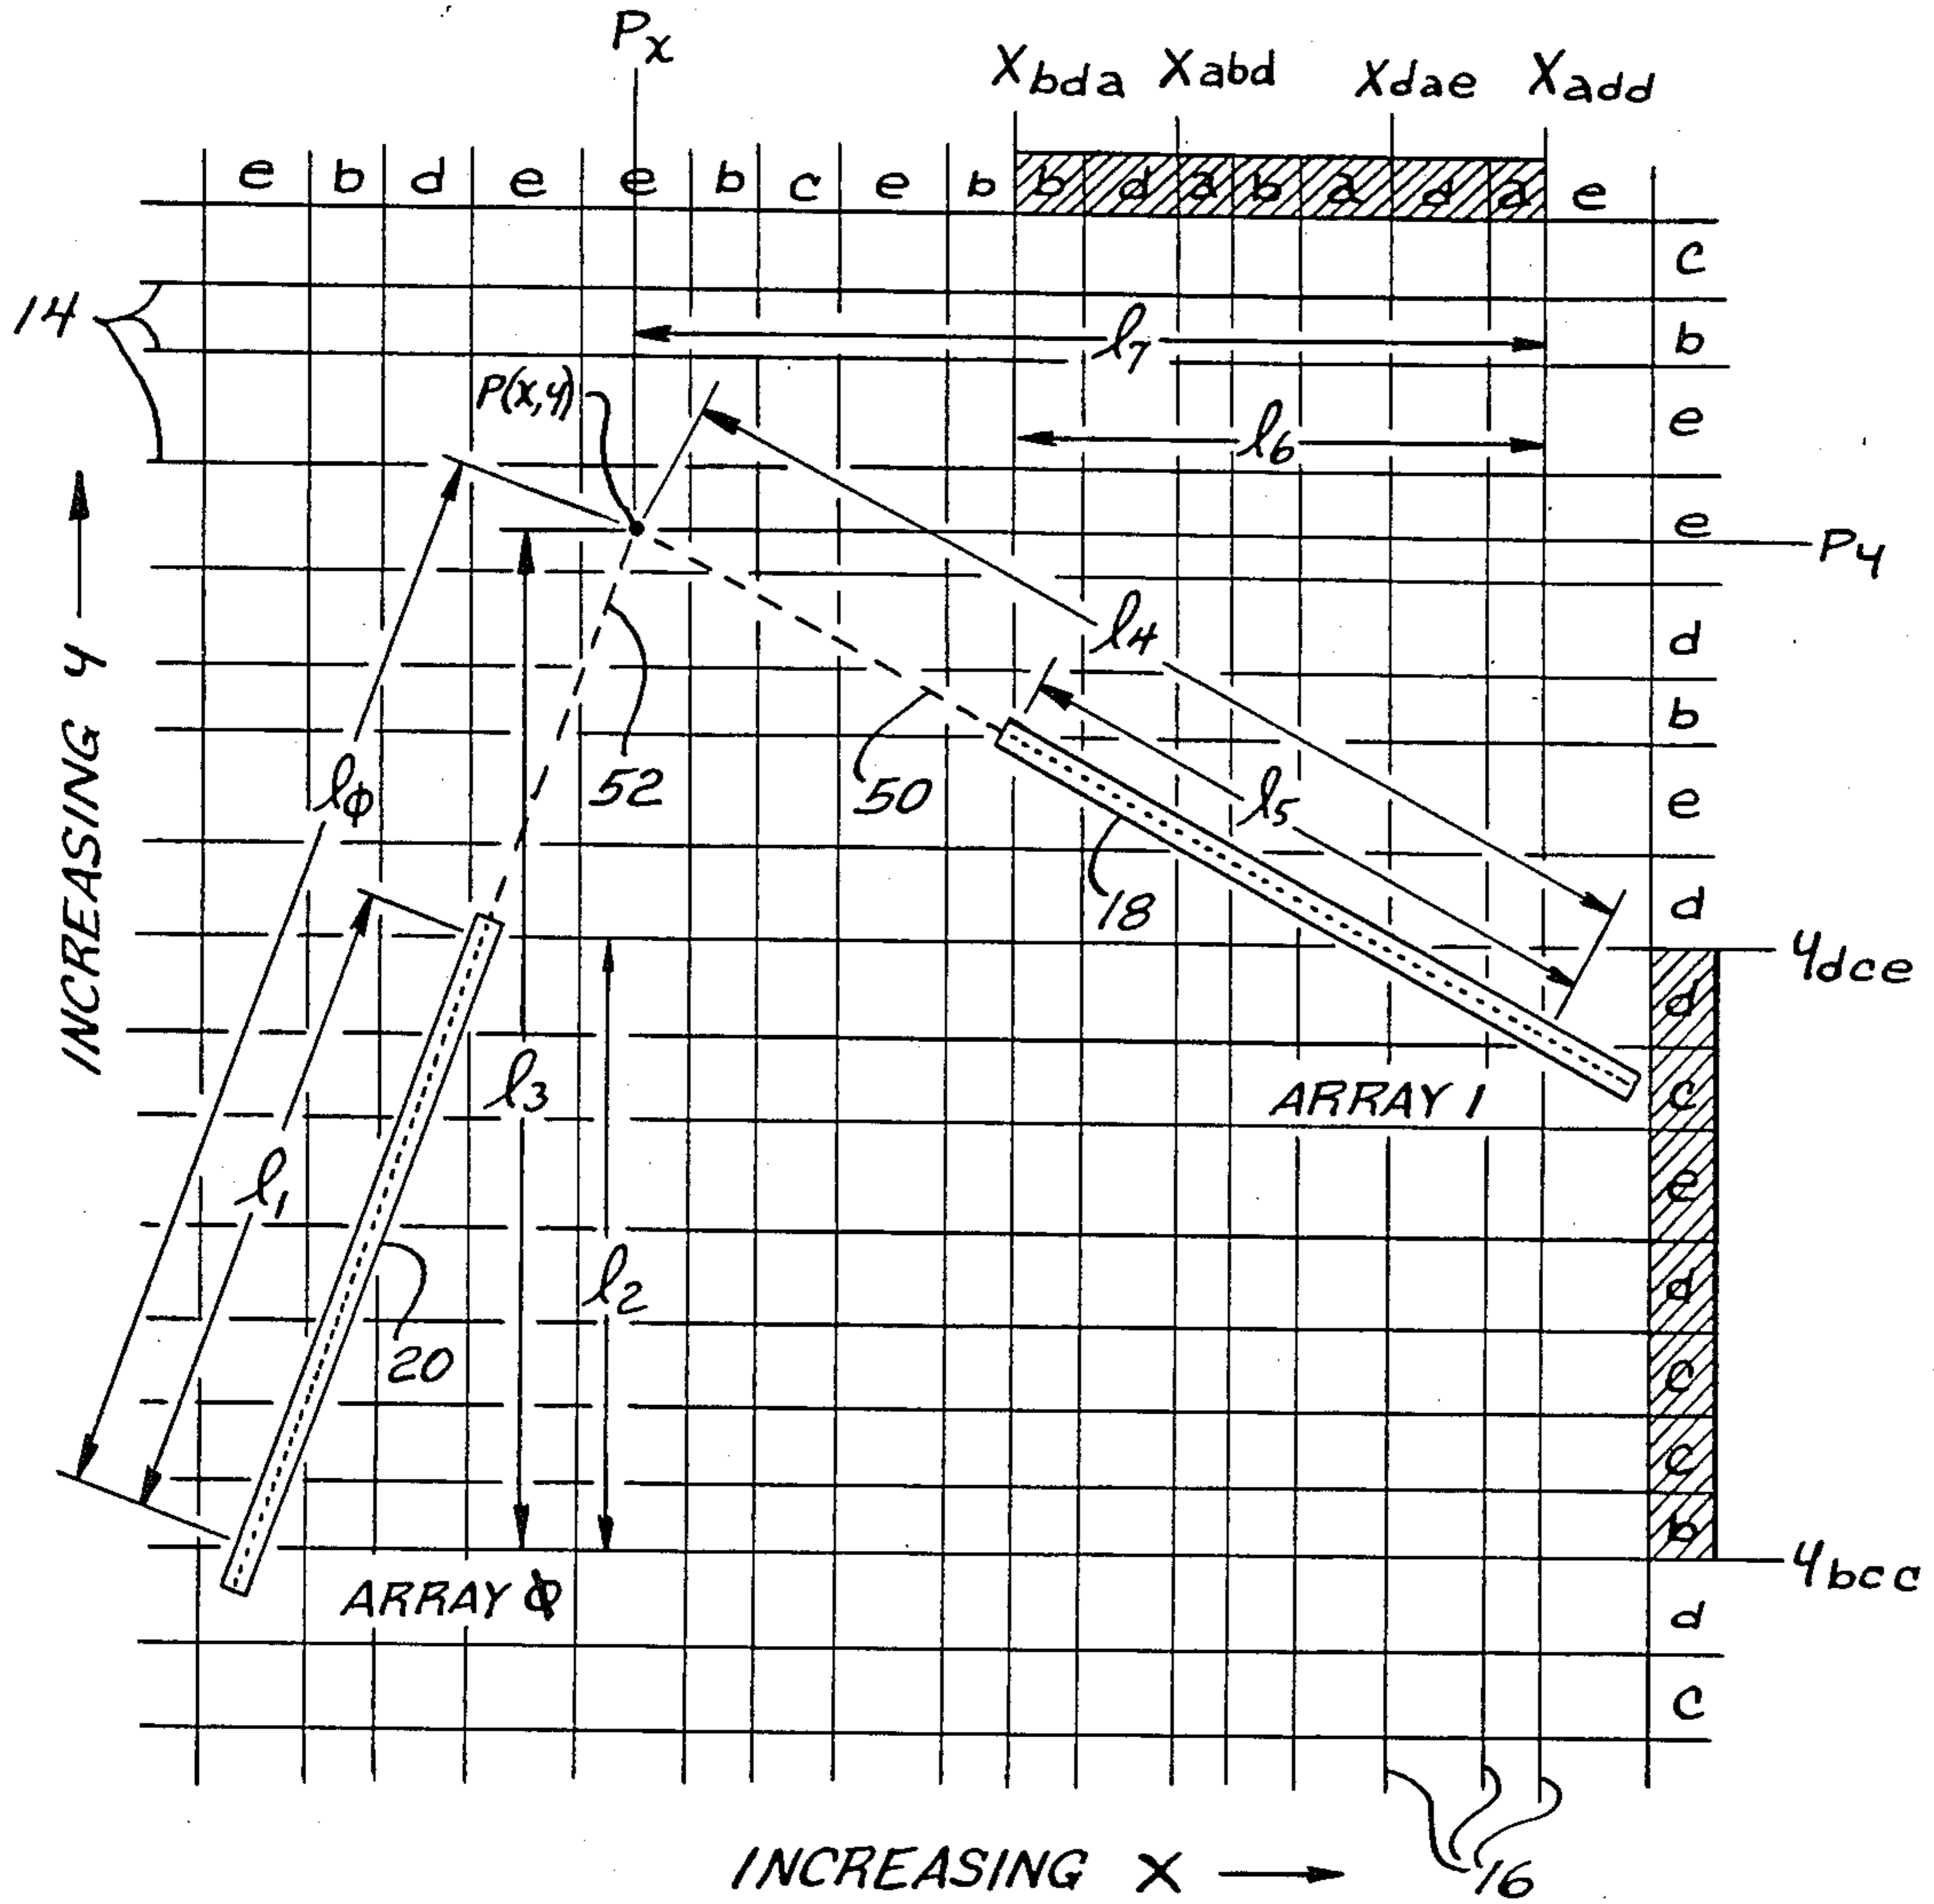 Px
Xbda Xabd Xdae Xadd
e b d e e b c e b b d a b a d a e
c
14
l7
b
P(x,y)
l6
e
e
Py
l4
d
b
lφ
52
50
l5
e
18
d
ydce
d
l3
ARRAY 1
c
l1
e
l2
d
20
c
c
b
ARRAY φ
ybcc
d
c
INCREASING y
INCREASING X
16